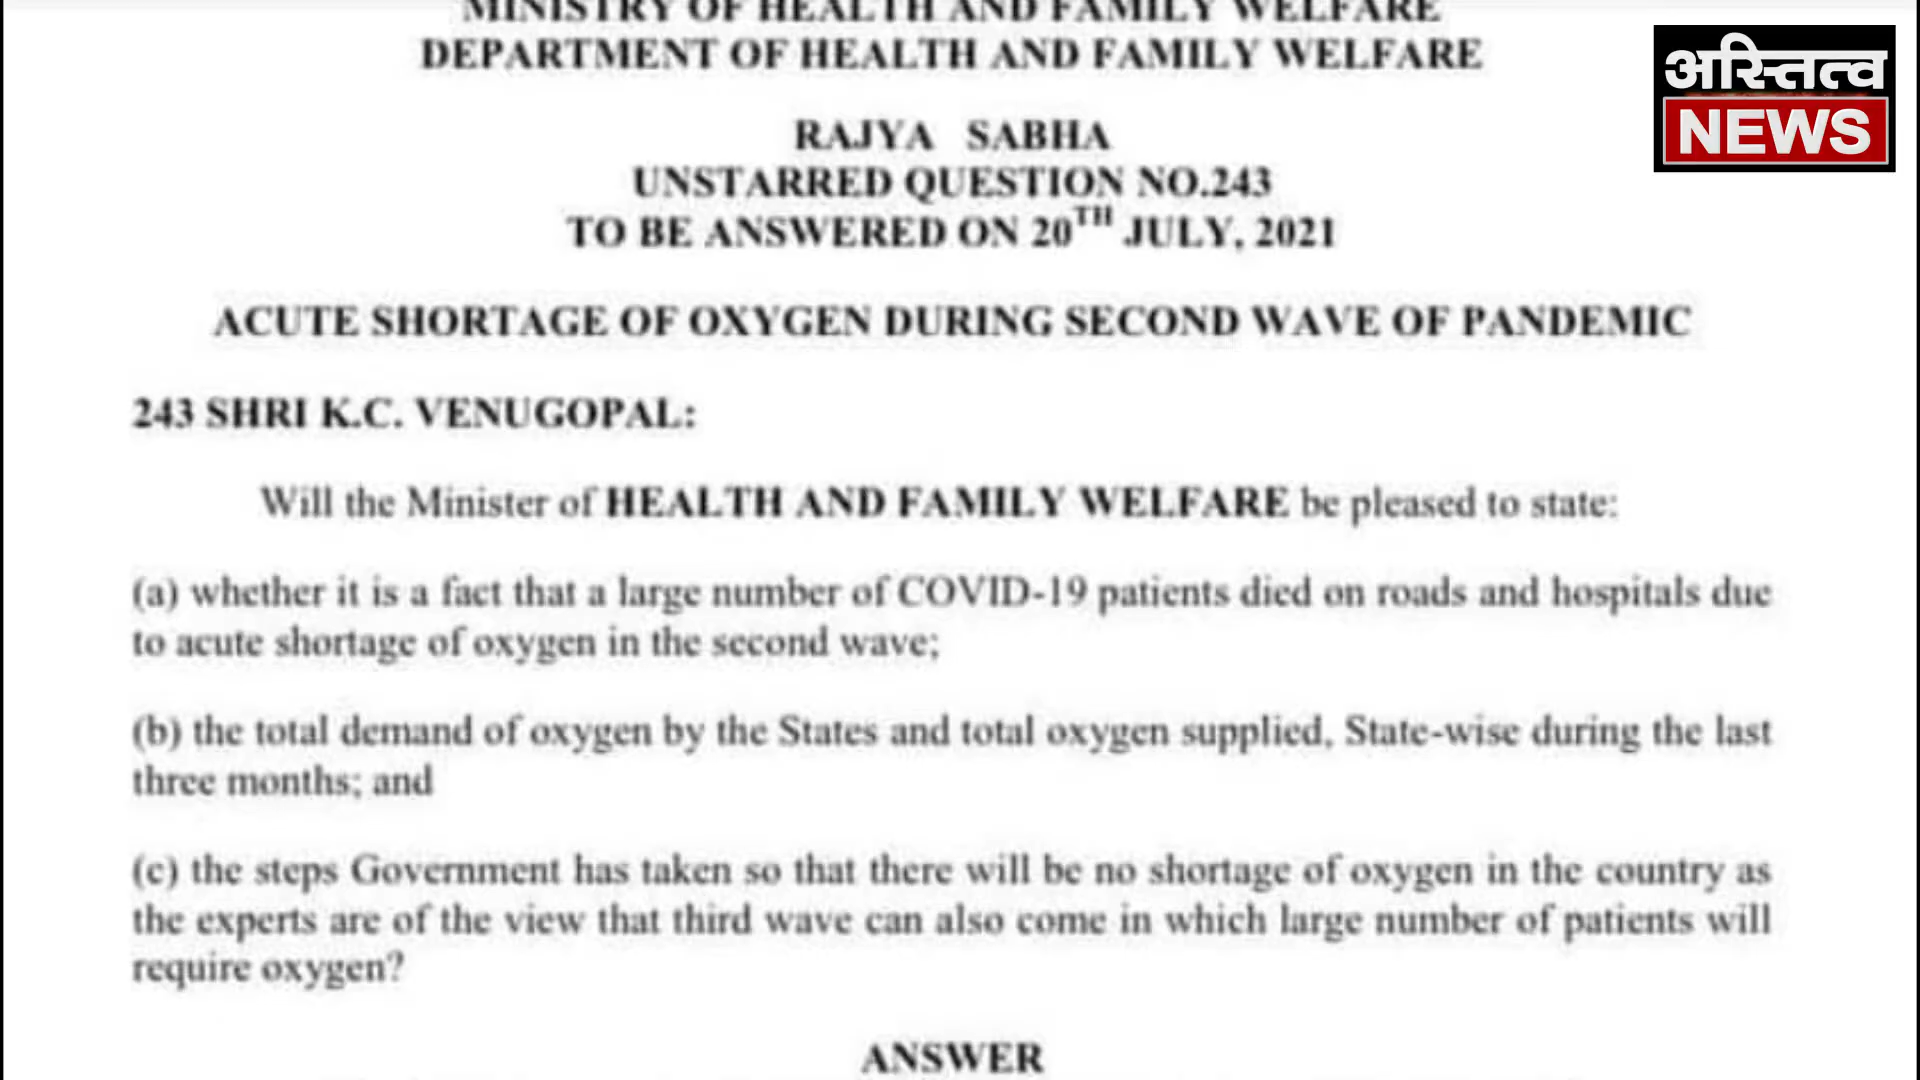 MINISTRY OF HEALTH AND FAMILY WELFARE
DEPARTMENT OF HEALTH AND FAMILY WELFARE
अस्तित्व
NEWS
RAJYA SABHA
UNSTARRED QUESTION NO.243
TO BE ANSWERED ON 20TH JULY, 2021
ACUTE SHORTAGE OF OXYGEN DURING SECOND WAVE OF PANDEMIC
243 SHRI K.C. VENUGOPAL:
Will the Minister of HEALTH AND FAMILY WELFARE be pleased to state:
(a) whether it is a fact that a large number of COVID-19 patients died on roads and hospitals due
to acute shortage of oxygen in the second wave;
(b) the total demand of oxygen by the States and total oxygen supplied, State-wise during the last
three months; and
(c) the steps Government has taken so that there will be no shortage of oxygen in the country as
the experts are of the view that third wave can also come in which large number of patients will
require oxygen?
ANSWER